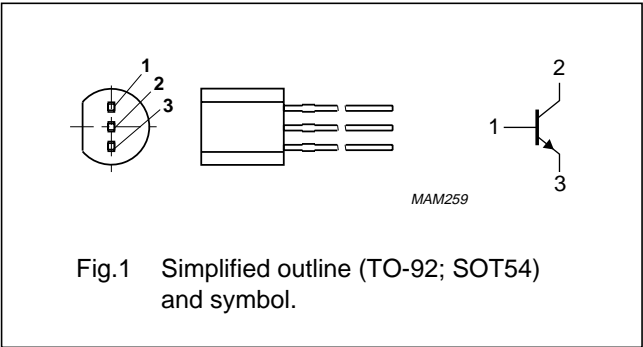 1
2
3
2
1
3
MAM259
Fig.1 Simplified outline (TO-92; SOT54)
and symbol.